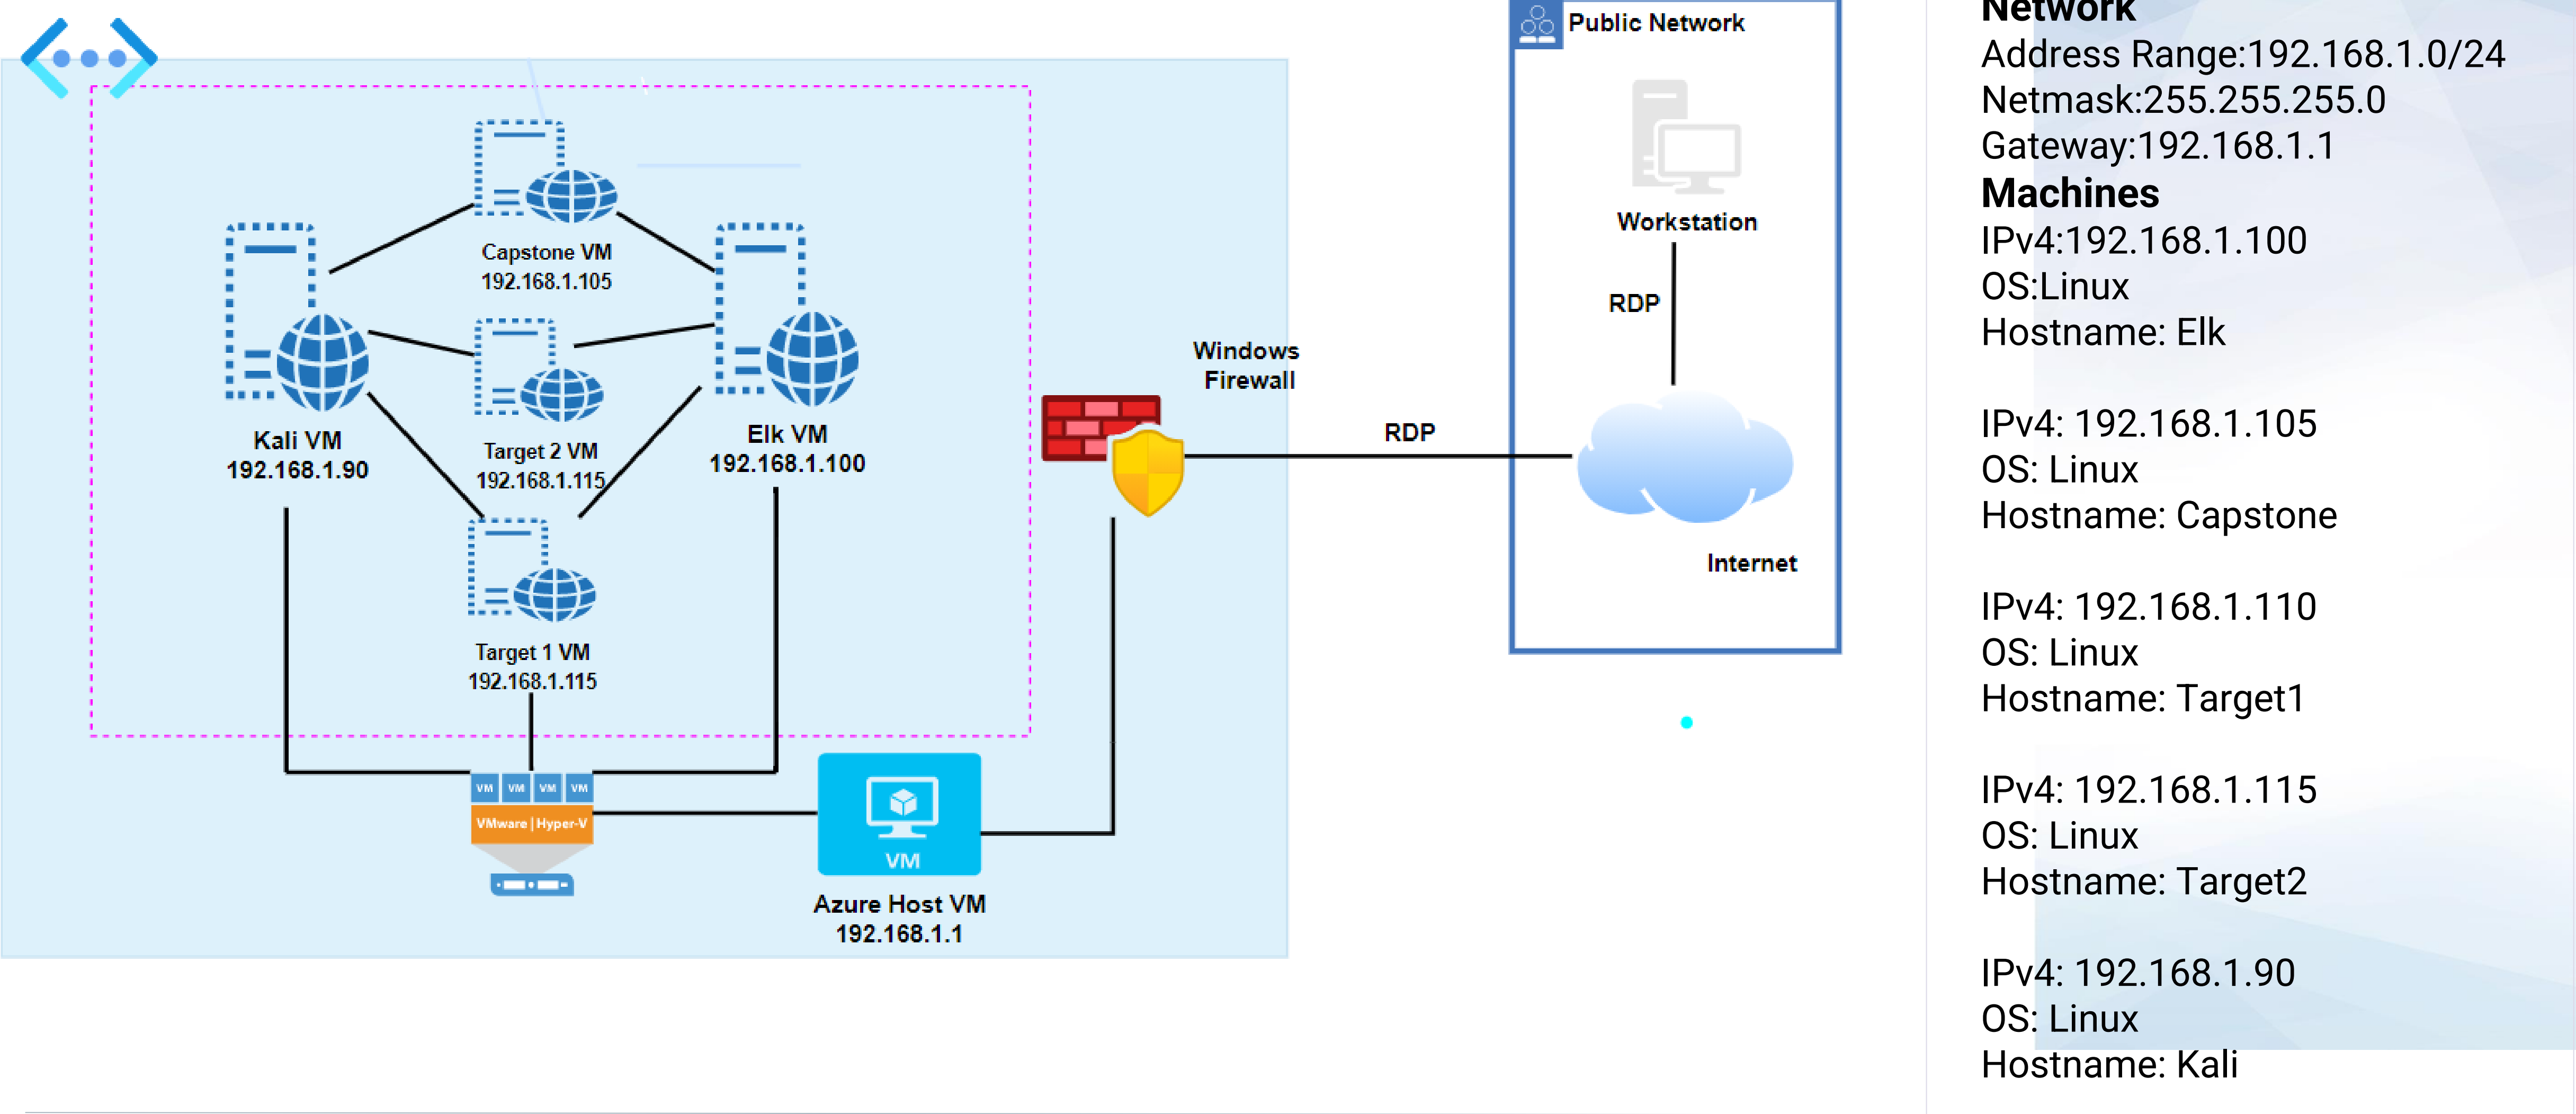 Public Network
Workstation
RDP
Capstone VM
192.168.1.105
Windows
Firewall
RDP
Kali VM
192.168.1.90
Target 2 VM
192.168.1.115
Elk VM
192.168.1.100
Internet
Target 1 VM
192.168.1.115
VM VM VM VM
VMware | Hyper-V
VM
Azure Host VM
192.168.1.1
Network
Address Range:192.168.1.0/24
Netmask:255.255.255.0
Gateway:192.168.1.1
Machines
IPv4:192.168.1.100
OS:Linux
Hostname: Elk
IPv4: 192.168.1.105
OS: Linux
Hostname: Capstone
IPv4: 192.168.1.110
OS: Linux
Hostname: Target1
IPv4: 192.168.1.115
OS: Linux
Hostname: Target2
IPv4: 192.168.1.90
OS: Linux
Hostname: Kali